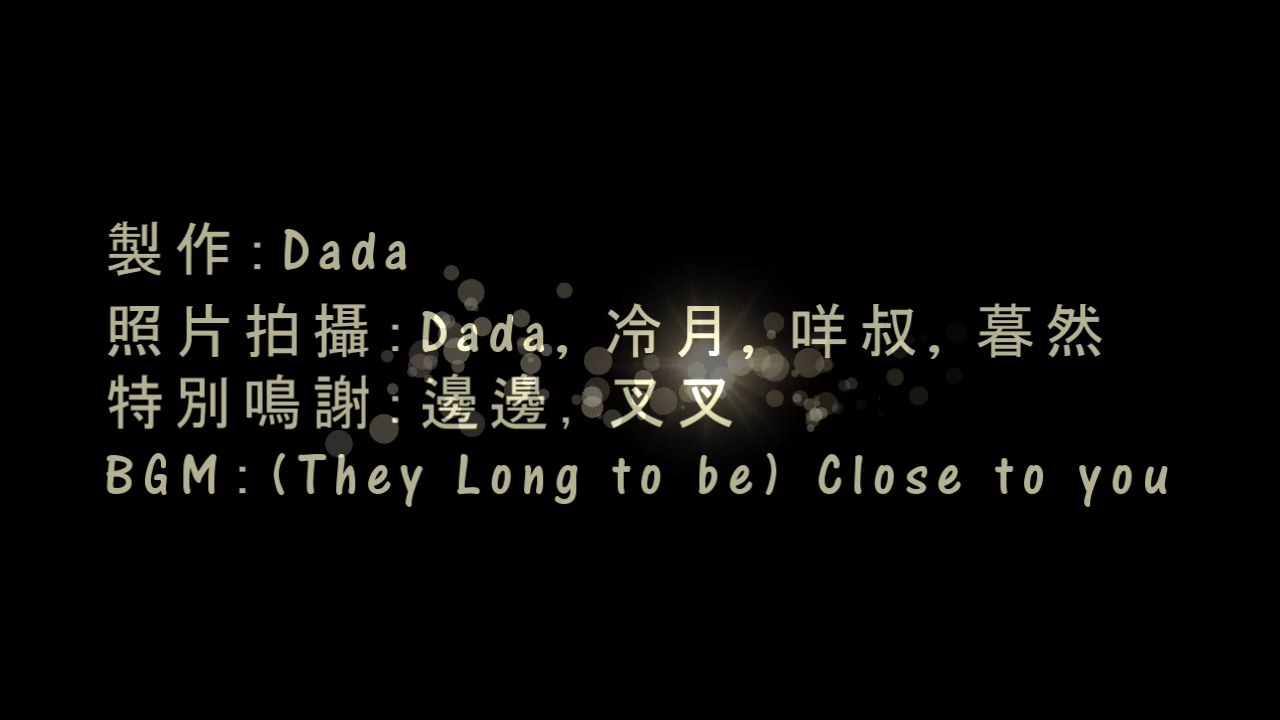 製作:Dada
照片拍攝:Dada, 冷月, 咩叔, 暮然
特別鳴謝:邊邊, 叉叉
BGM:(They Long to be) Close to you